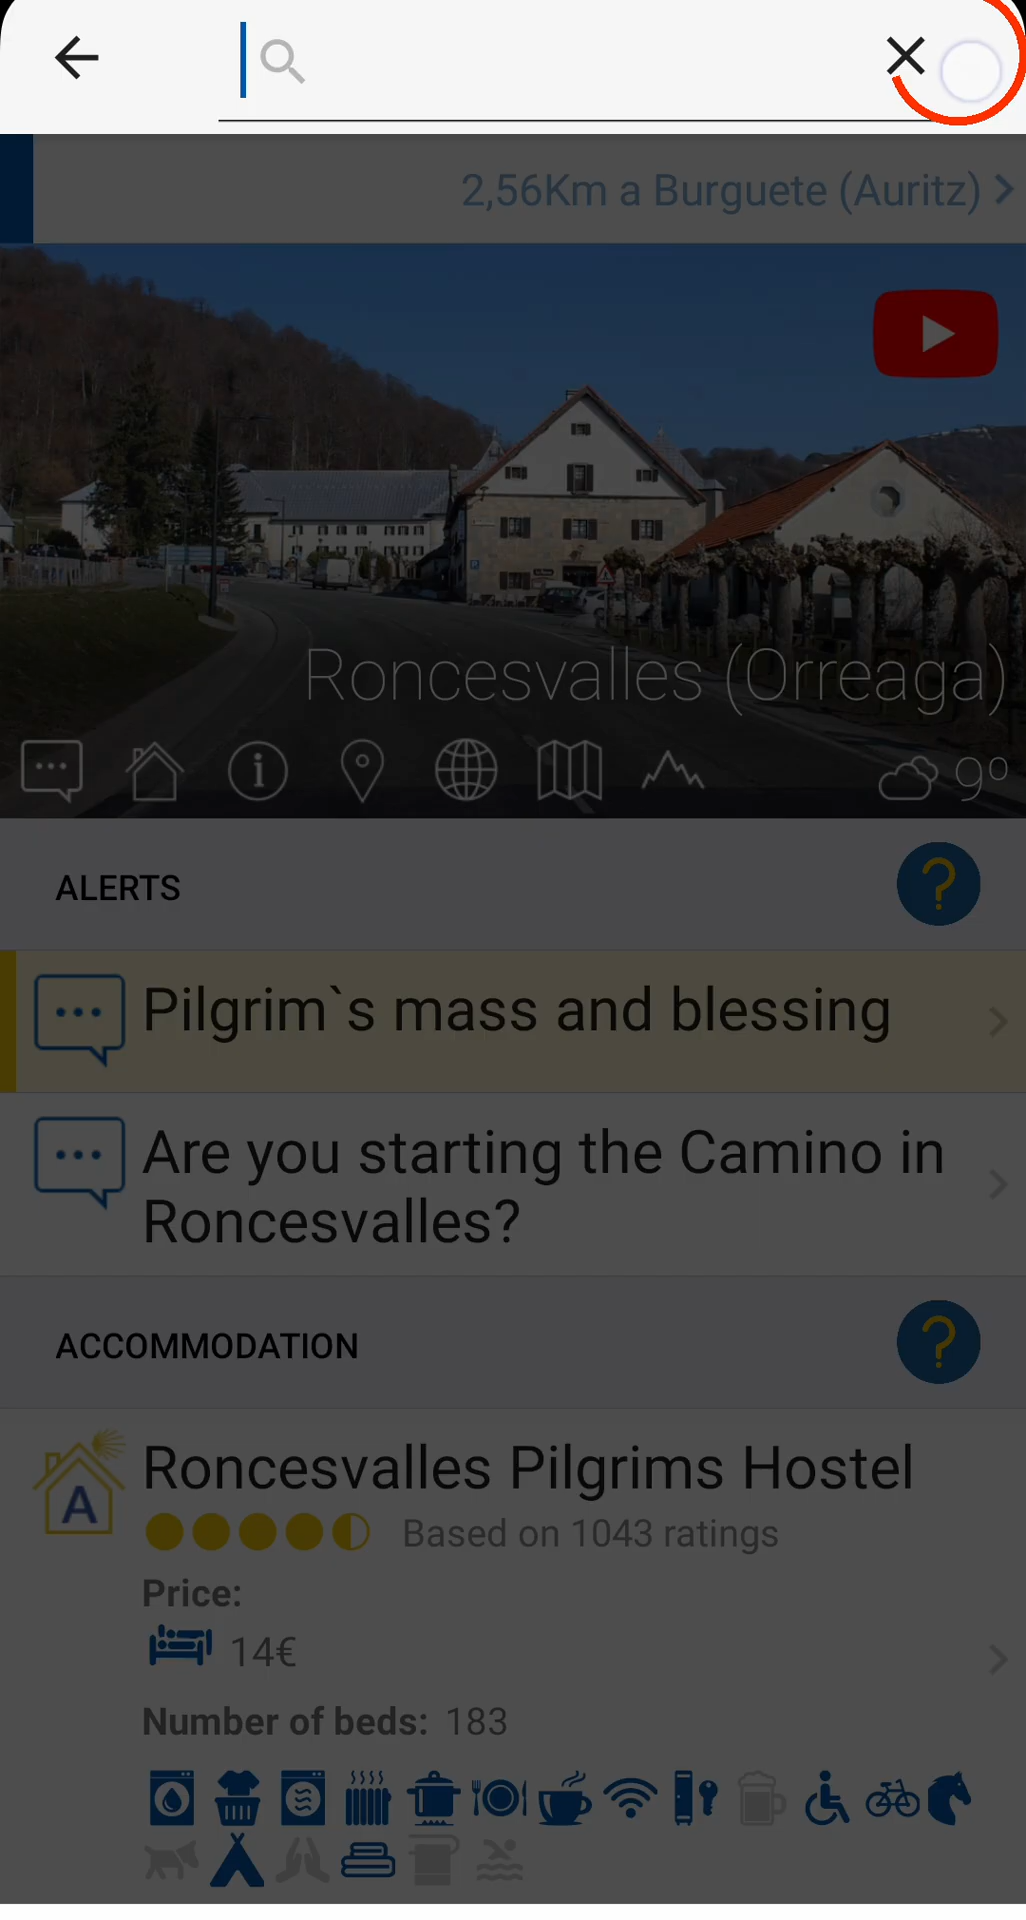 2,56Km a Burguete (Auritz)
Roncesvalles (Orreaga)
9º
ALERTS
?
Pilgrim`s mass and blessing
Are you starting the Camino in
Roncesvalles?
ACCOMMODATION
?
A
Roncesvalles Pilgrims Hostel
Based on 1043 ratings
Price:
14€
Number of beds: 183